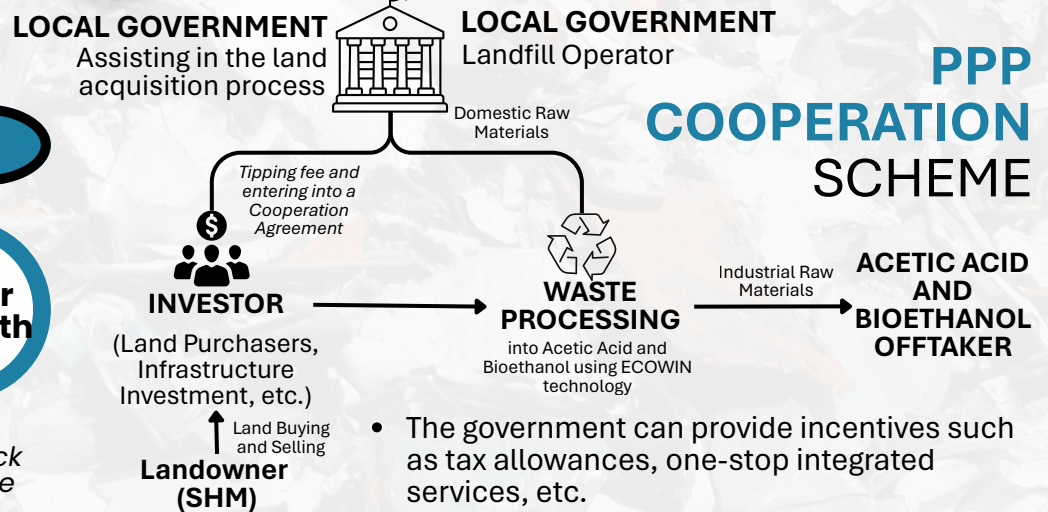 LOCAL GOVERNMENT
Assisting in the land
acquisition process
LOCAL GOVERNMENT
Landfill Operator
PPP
COOPERATION
SCHEME
Domestic Raw
Materials
Tipping fee and
entering into a
Cooperation
Agreement
$
INVESTOR
(Land Purchasers,
Infrastructure
Investment, etc.)
Land Buying
and Selling
Landowner
(SHM)
WASTE
PROCESSING
into Acetic Acid and
Bioethanol using ECOWIN
technology
Industrial Raw
Materials
ACETIC ACID
AND
BIOETHANOL
OFFTAKER
• The government can provide incentives such
as tax allowances, one-stop integrated
services, etc.